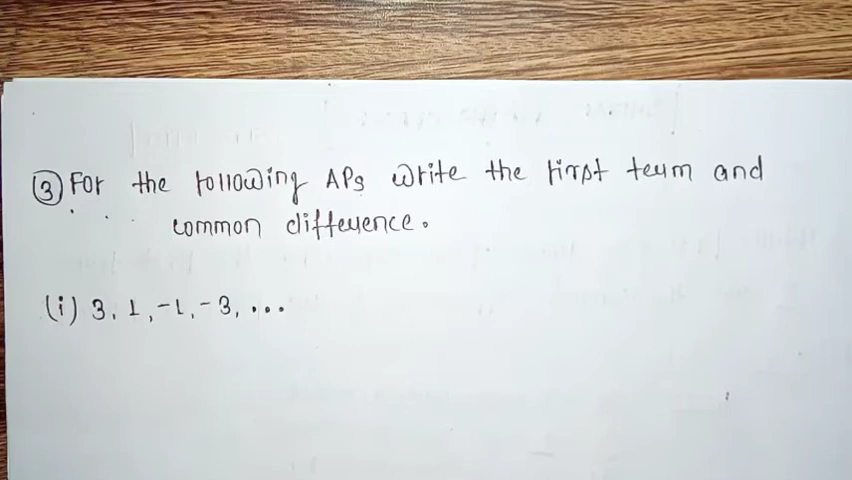 ③ For the following APs write the first term and
common difference.
(i) 3, 1, -1, -3, ...